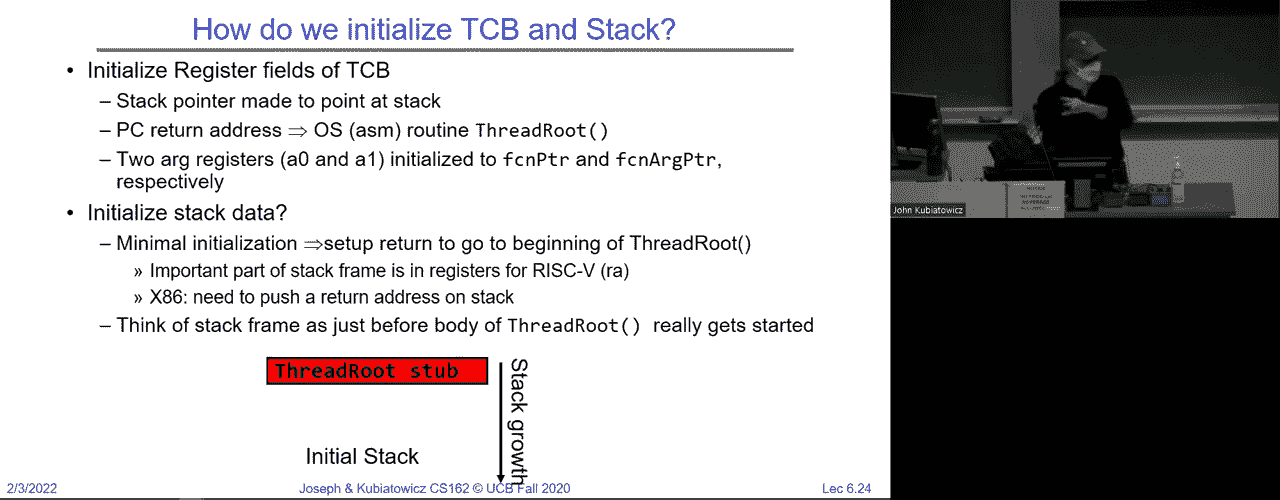 How do we initialize TCB and Stack?
• Initialize Register fields of TCB
– Stack pointer made to point at stack
– PC return address ⇒ OS (asm) routine ThreadRoot()
– Two arg registers (a0 and a1) initialized to fcnPtr and fcnArgPtr,
respectively
• Initialize stack data?
– Minimal initialization ⇒setup return to go to beginning of ThreadRoot()
» Important part of stack frame is in registers for RISC-V (ra)
» X86: need to push a return address on stack
– Think of stack frame as just before body of ThreadRoot() really gets started
ThreadRoot stub
Stack growth
Initial Stack
2/3/2022
Joseph & Kubiatowicz CS162 © UCB Fall 2020
Lec 6.24
John Kubiatowicz